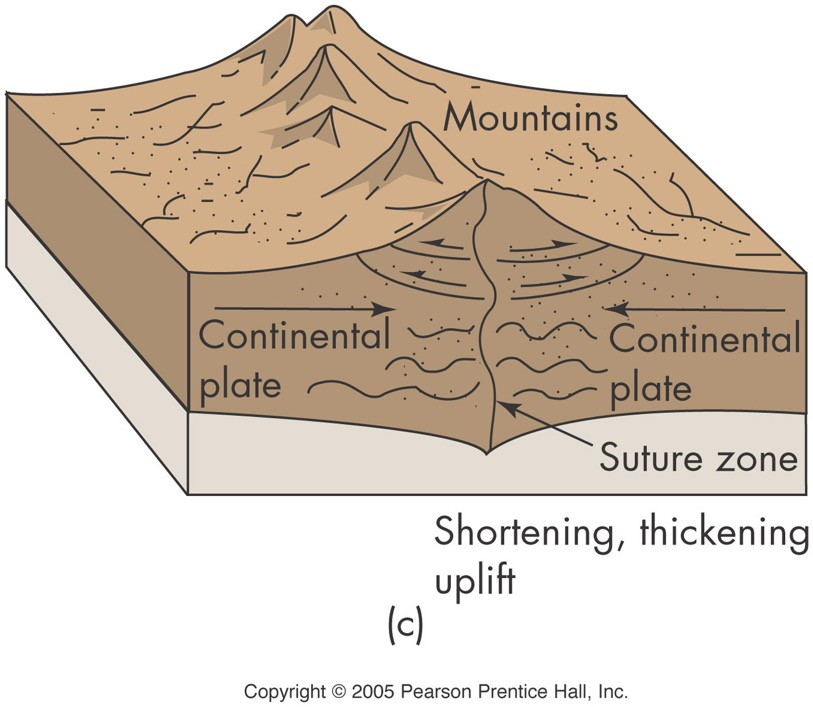 Mountains
Continental
plate
Continental
plate
Suture zone
Shortening, thickening
uplift
(c)
Copyright © 2005 Pearson Prentice Hall, Inc.